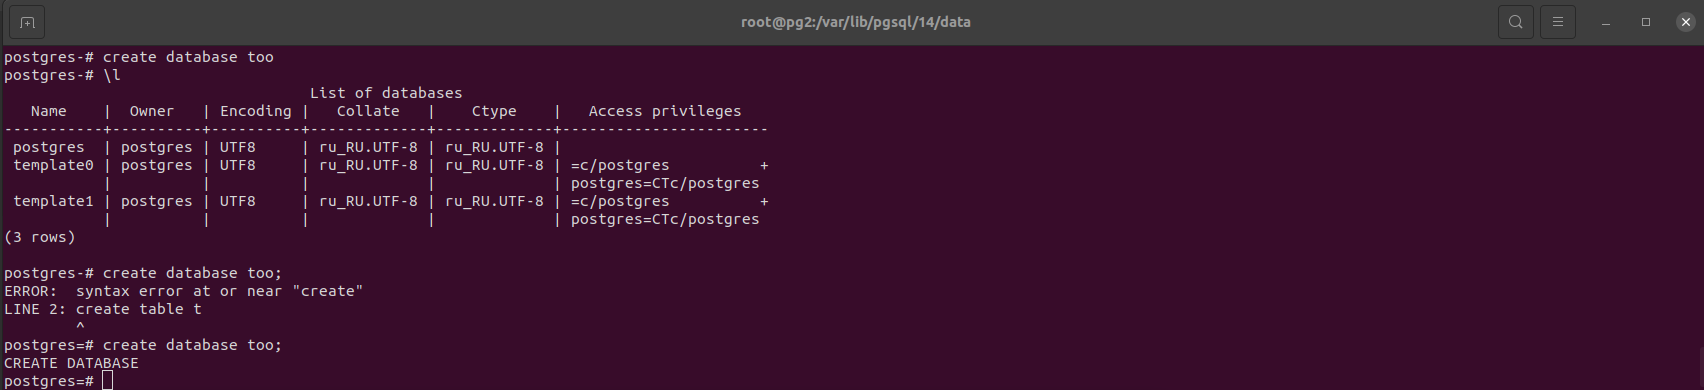 root@pg2:/var/lib/pgsql/14/data
postgres-# create database too
postgres-# \l
                                  List of databases
   Name    |  Owner   | Encoding |   Collate   |    Ctype    |   Access privileges
-----------+----------+----------+-------------+-------------+-----------------------
 postgres  | postgres | UTF8     | ru_RU.UTF-8 | ru_RU.UTF-8 |
 template0 | postgres | UTF8     | ru_RU.UTF-8 | ru_RU.UTF-8 | =c/postgres          +
           |          |          |             |             | postgres=CTc/postgres
 template1 | postgres | UTF8     | ru_RU.UTF-8 | ru_RU.UTF-8 | =c/postgres          +
           |          |          |             |             | postgres=CTc/postgres
(3 rows)
postgres-# create database too;
ERROR:  syntax error at or near "create"
LINE 2: create table t
        ^
postgres=# create database too;
CREATE DATABASE
postgres=#